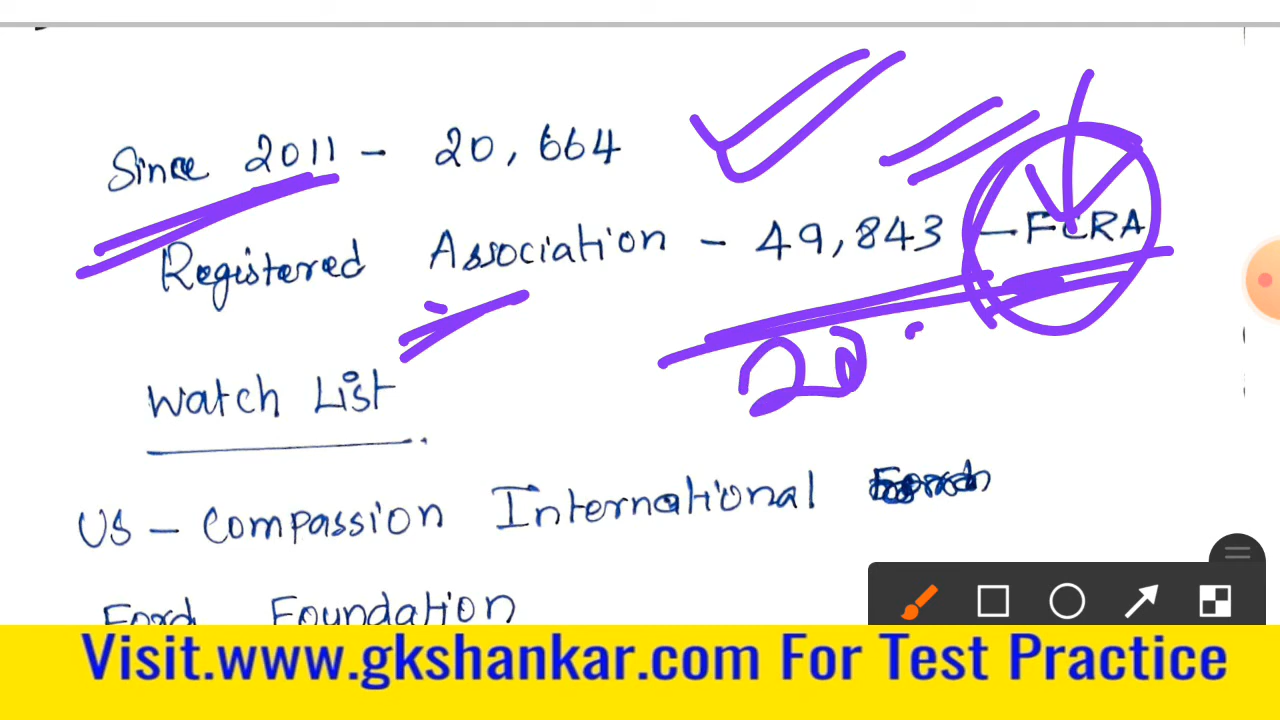 Since 2011 - 20,664
Registered Association - 49,843 - FCRA
Watch List
US - Compassion International
Ford Foundation
Visit.www.gkshankar.com For Test Practice